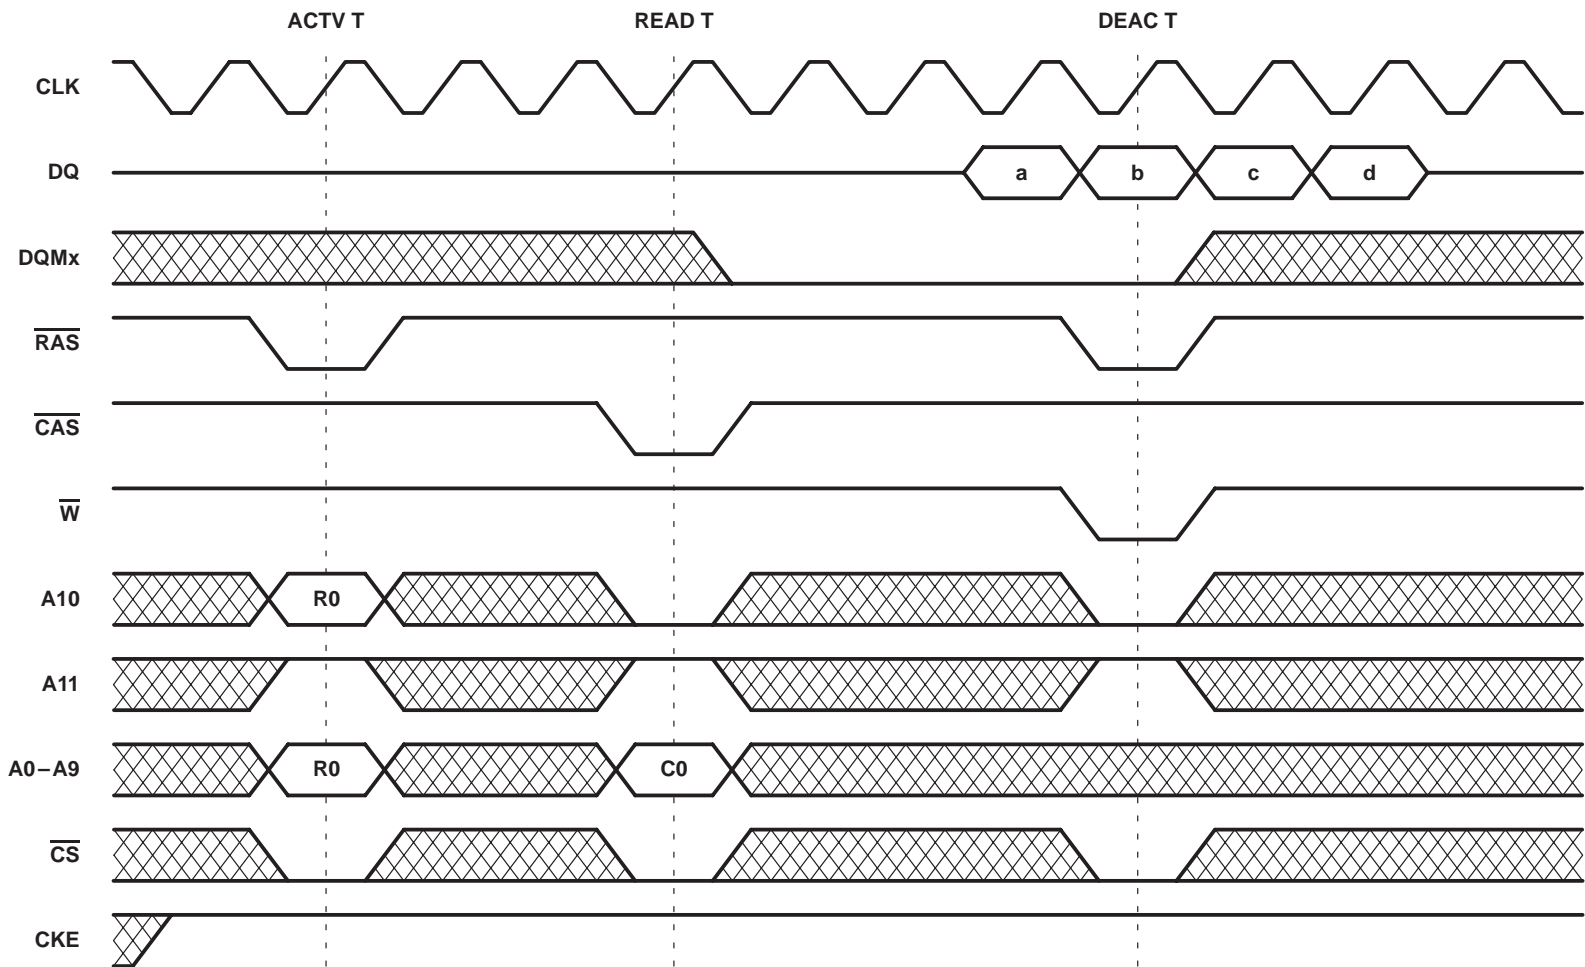 ACTV T READ T DEAC T
CLK
DQ a b c d
DQMx
RAS
CAS
W
A10 R0
A11
A0–A9 R0 C0
CS
CKE